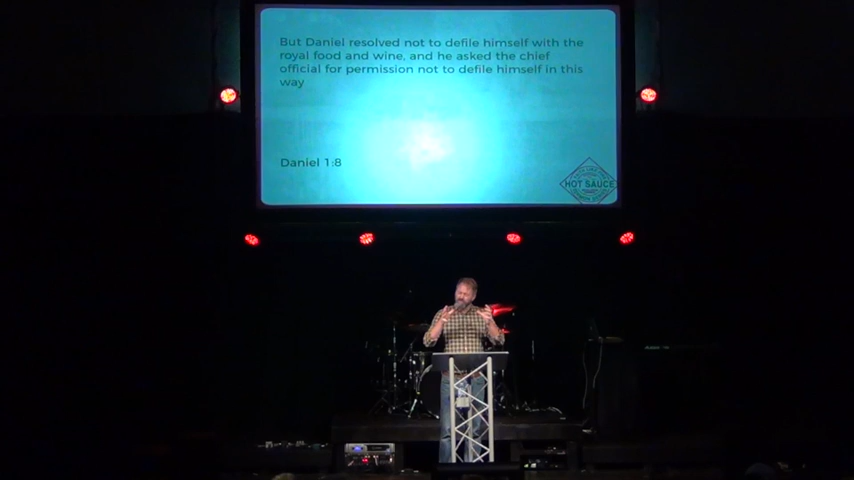 But Daniel resolved not to defile himself with the
royal food and wine, and he asked the chief
official for permission not to defile himself in this
way
Daniel 1:8
HOT SAUCE